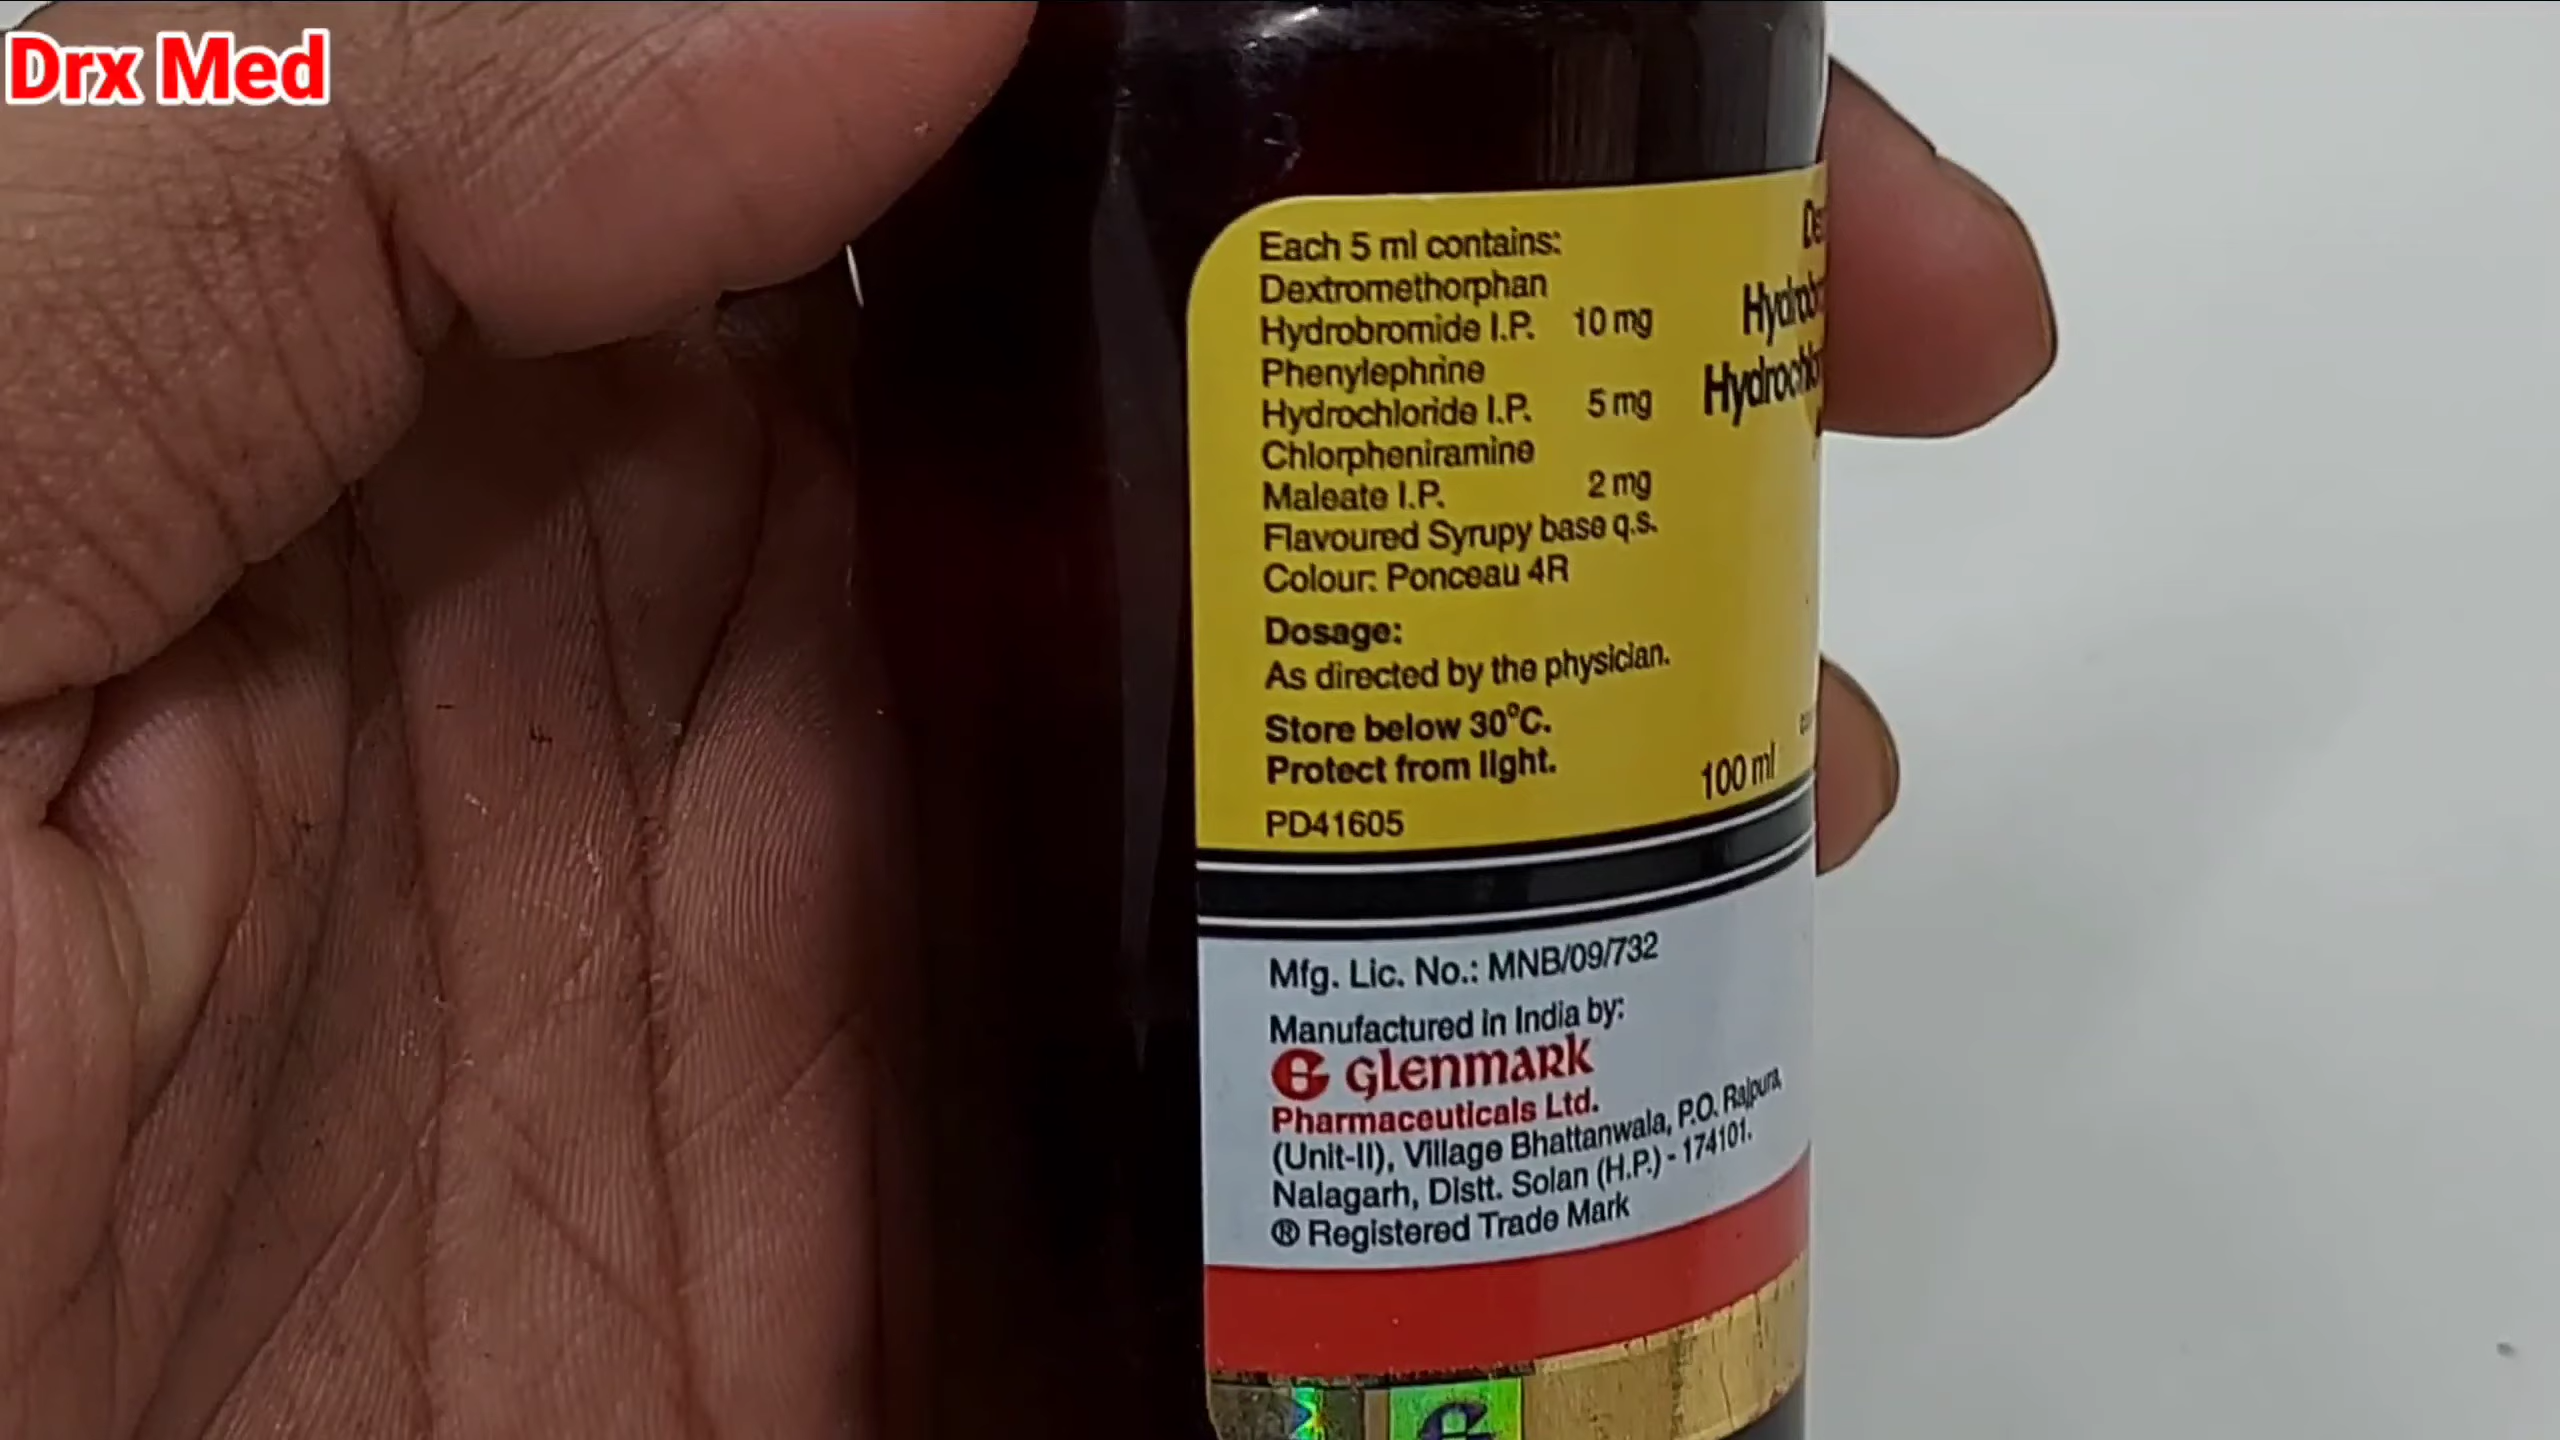 Drx Med
Each 5 ml contains:
Dextromethorphan
Hydrobromide I.P. 10 mg
Phenylephrine
Hydrochloride I.P. 5 mg
Chlorpheniramine
Maleate I.P. 2 mg
Flavoured Syrupy base q.s.
Colour: Ponceau 4R
Dosage:
As directed by the physician.
Store below 30°C.
Protect from light.
PD41605
100 ml
Mfg. Lic. No.: MNB/09/732
Manufactured in India by:
glenmark
Pharmaceuticals Ltd.
(Unit-II), Village Bhattanwala, P.O. Rajpura,
Nalagarh, Distt. Solan (H.P.) - 174101.
® Registered Trade Mark